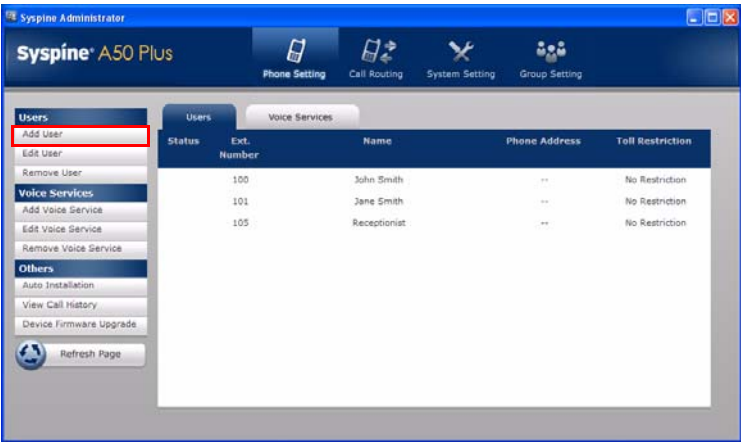 Syspine Administrator
Syspine® A50 Plus
Phone Setting Call Routing System Setting Group Setting
Users
Add User
Edit User
Remove User
Voice Services
Add Voice Service
Edit Voice Service
Remove Voice Service
Others
Auto Installation
View Call History
Device Firmware Upgrade
Refresh Page
Users Voice Services
Status Ext. Number Name Phone Address Toll Restriction
100 John Smith -- No Restriction
101 Jane Smith -- No Restriction
105 Receptionist -- No Restriction